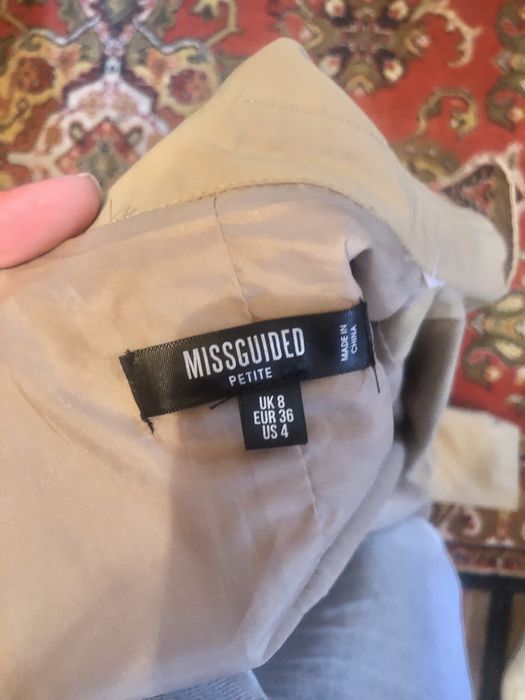 MISSGUIDED
PETITE
MADE IN
CHINA
UK 8
EUR 36
US 4